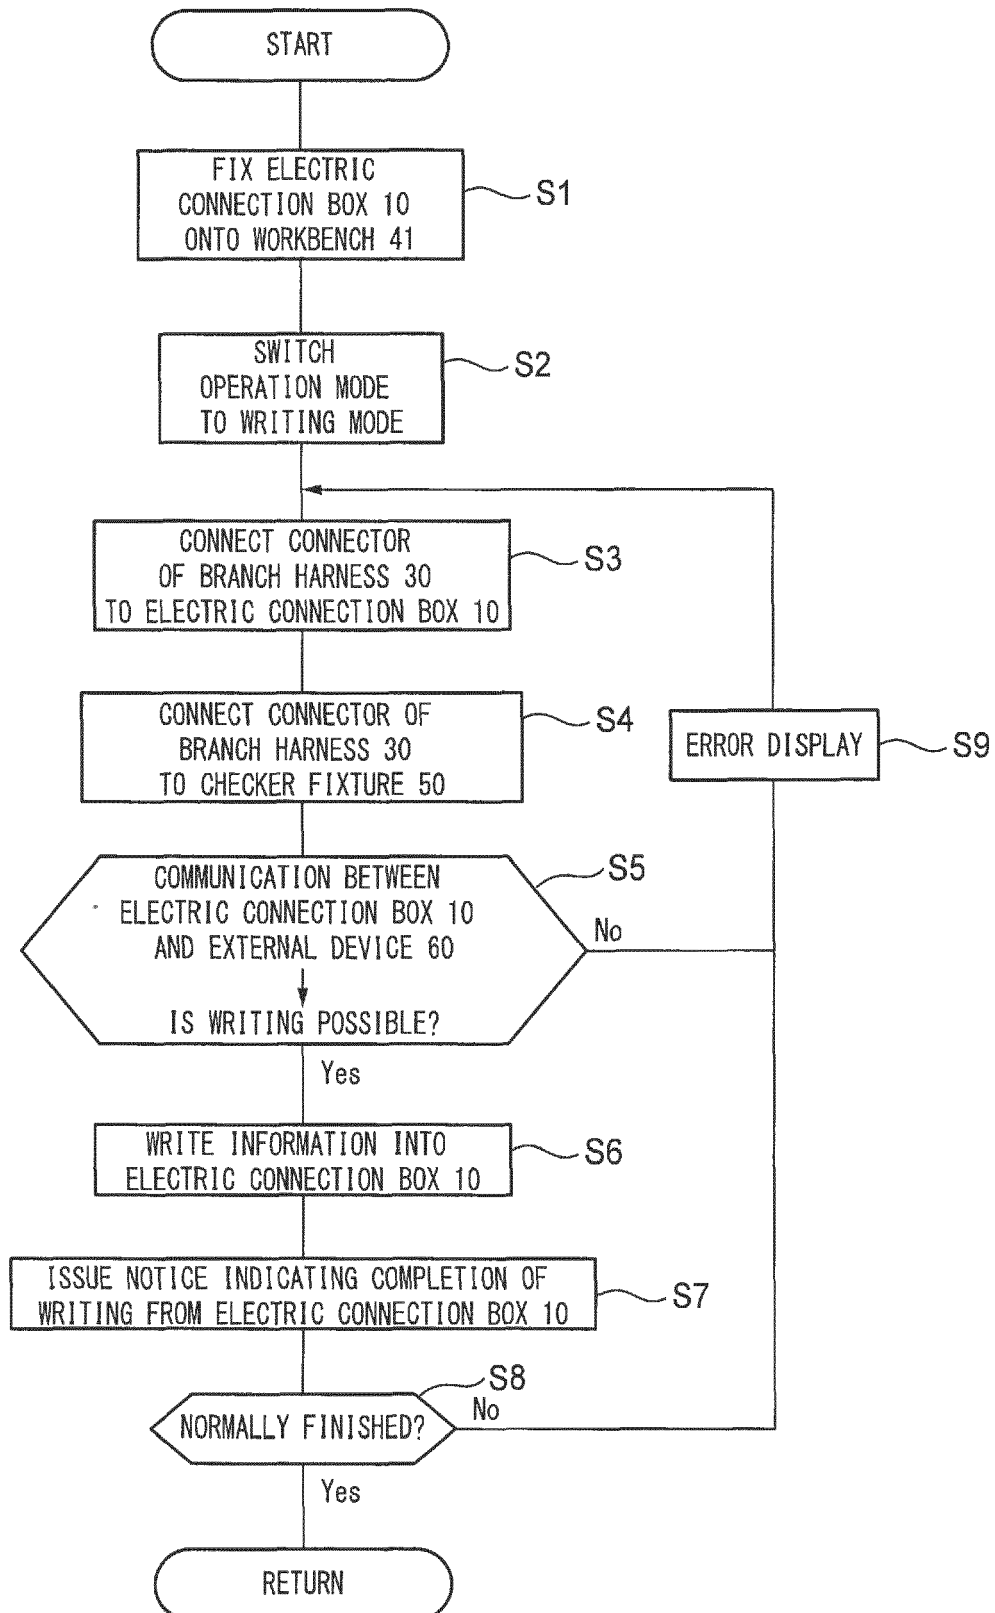 START
FIX ELECTRIC
CONNECTION BOX 10
ONTO WORKBENCH 41
S1
SWITCH
OPERATION MODE
TO WRITING MODE
S2
CONNECT CONNECTOR
OF BRANCH HARNESS 30
TO ELECTRIC CONNECTION BOX 10
S3
CONNECT CONNECTOR OF
BRANCH HARNESS 30
TO CHECKER FIXTURE 50
S4
ERROR DISPLAY
S9
COMMUNICATION BETWEEN
ELECTRIC CONNECTION BOX 10
AND EXTERNAL DEVICE 60
IS WRITING POSSIBLE?
S5
No
Yes
WRITE INFORMATION INTO
ELECTRIC CONNECTION BOX 10
S6
ISSUE NOTICE INDICATING COMPLETION OF
WRITING FROM ELECTRIC CONNECTION BOX 10
S7
NORMALLY FINISHED?
S8
No
Yes
RETURN